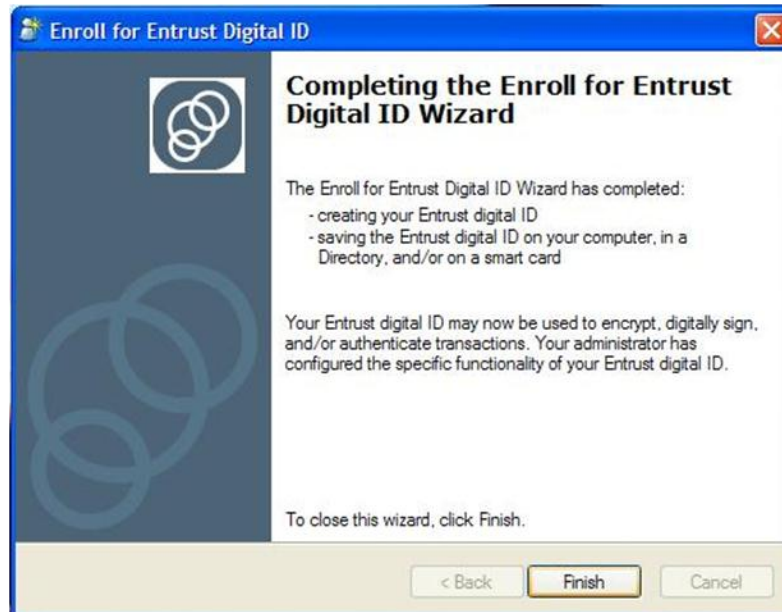 Enroll for Entrust Digital ID
Completing the Enroll for Entrust
Digital ID Wizard
The Enroll for Entrust Digital ID Wizard has completed:
- creating your Entrust digital ID
- saving the Entrust digital ID on your computer, in a
Directory, and/or on a smart card
Your Entrust digital ID may now be used to encrypt, digitally sign,
and/or authenticate transactions. Your administrator has
configured the specific functionality of your Entrust digital ID.
To close this wizard, click Finish.
< Back Finish Cancel